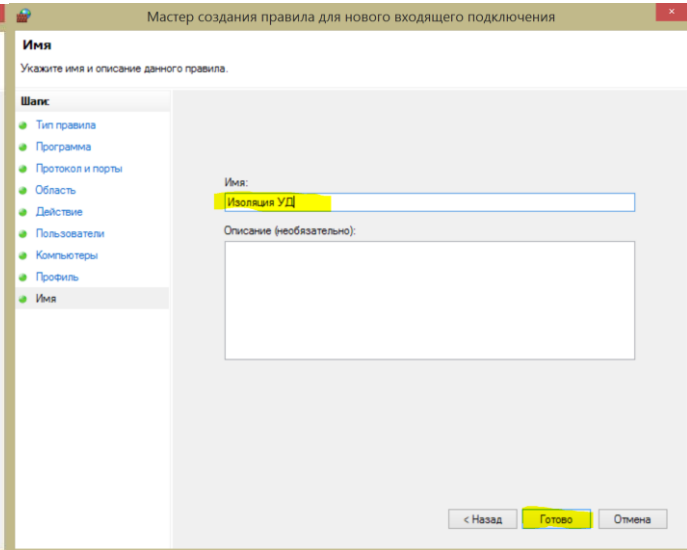 Мастер создания правила для нового входящего подключения
Имя
Укажите имя и описание данного правила.
Шаги:
Тип правила
Программа
Протокол и порты
Область
Действие
Пользователи
Компьютеры
Профиль
Имя
Имя:
Изоляция УД
Описание (необязательно):
< Назад
Готово
Отмена